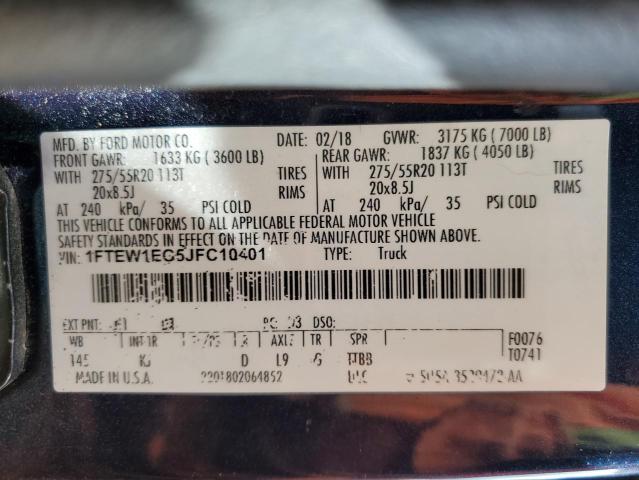 MFD. BY FORD MOTOR CO. DATE: 02/18 GVWR: 3175 KG ( 7000 LB)
FRONT GAWR: 1633 KG ( 3600 LB) REAR GAWR: 1837 KG ( 4050 LB)
WITH 275/55R20 113T TIRES WITH 275/55R20 113T TIRES
20x8.5J RIMS 20x8.5J RIMS
AT 240 kPa/ 35 PSI COLD AT 240 kPa/ 35 PSI COLD
THIS VEHICLE CONFORMS TO ALL APPLICABLE FEDERAL MOTOR VEHICLE
SAFETY STANDARDS IN EFFECT ON THE DATE OF MANUFACTURE SHOWN ABOVE.
VIN: 1FTEW1EG5JFC10401 TYPE: Truck
EXT PNT: DSO: F0076
WB INT TR AXLE TR SPR T0741
145 D L9 G
MADE IN U.S.A. 2201802064852